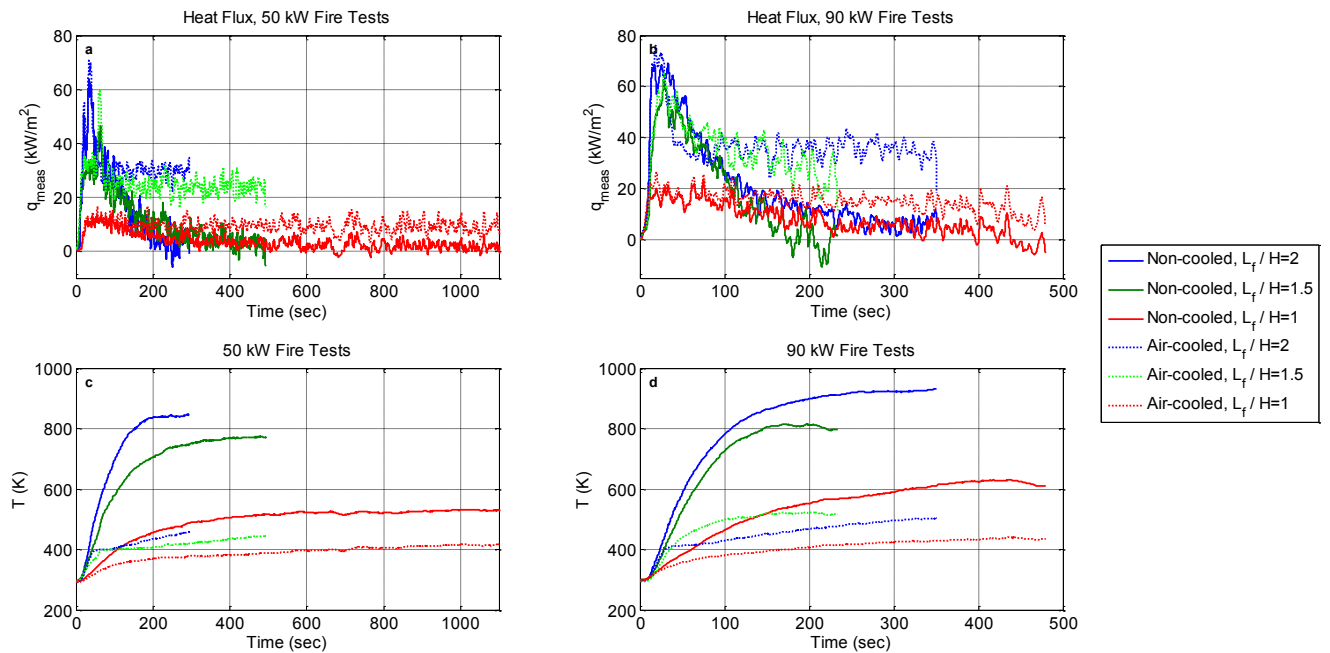 Heat Flux, 50 kW Fire Tests
a
q_meas (kW/m²)
80
60
40
20
0
0 200 400 600 800 1000
Time (sec)
Heat Flux, 90 kW Fire Tests
b
q_meas (kW/m²)
80
60
40
20
0
0 100 200 300 400 500
Time (sec)
Non-cooled, L_f / H=2
Non-cooled, L_f / H=1.5
Non-cooled, L_f / H=1
Air-cooled, L_f / H=2
Air-cooled, L_f / H=1.5
Air-cooled, L_f / H=1
50 kW Fire Tests
c
T (K)
1000
800
600
400
200
0 200 400 600 800 1000
Time (sec)
90 kW Fire Tests
d
T (K)
1000
800
600
400
200
0 100 200 300 400 500
Time (sec)